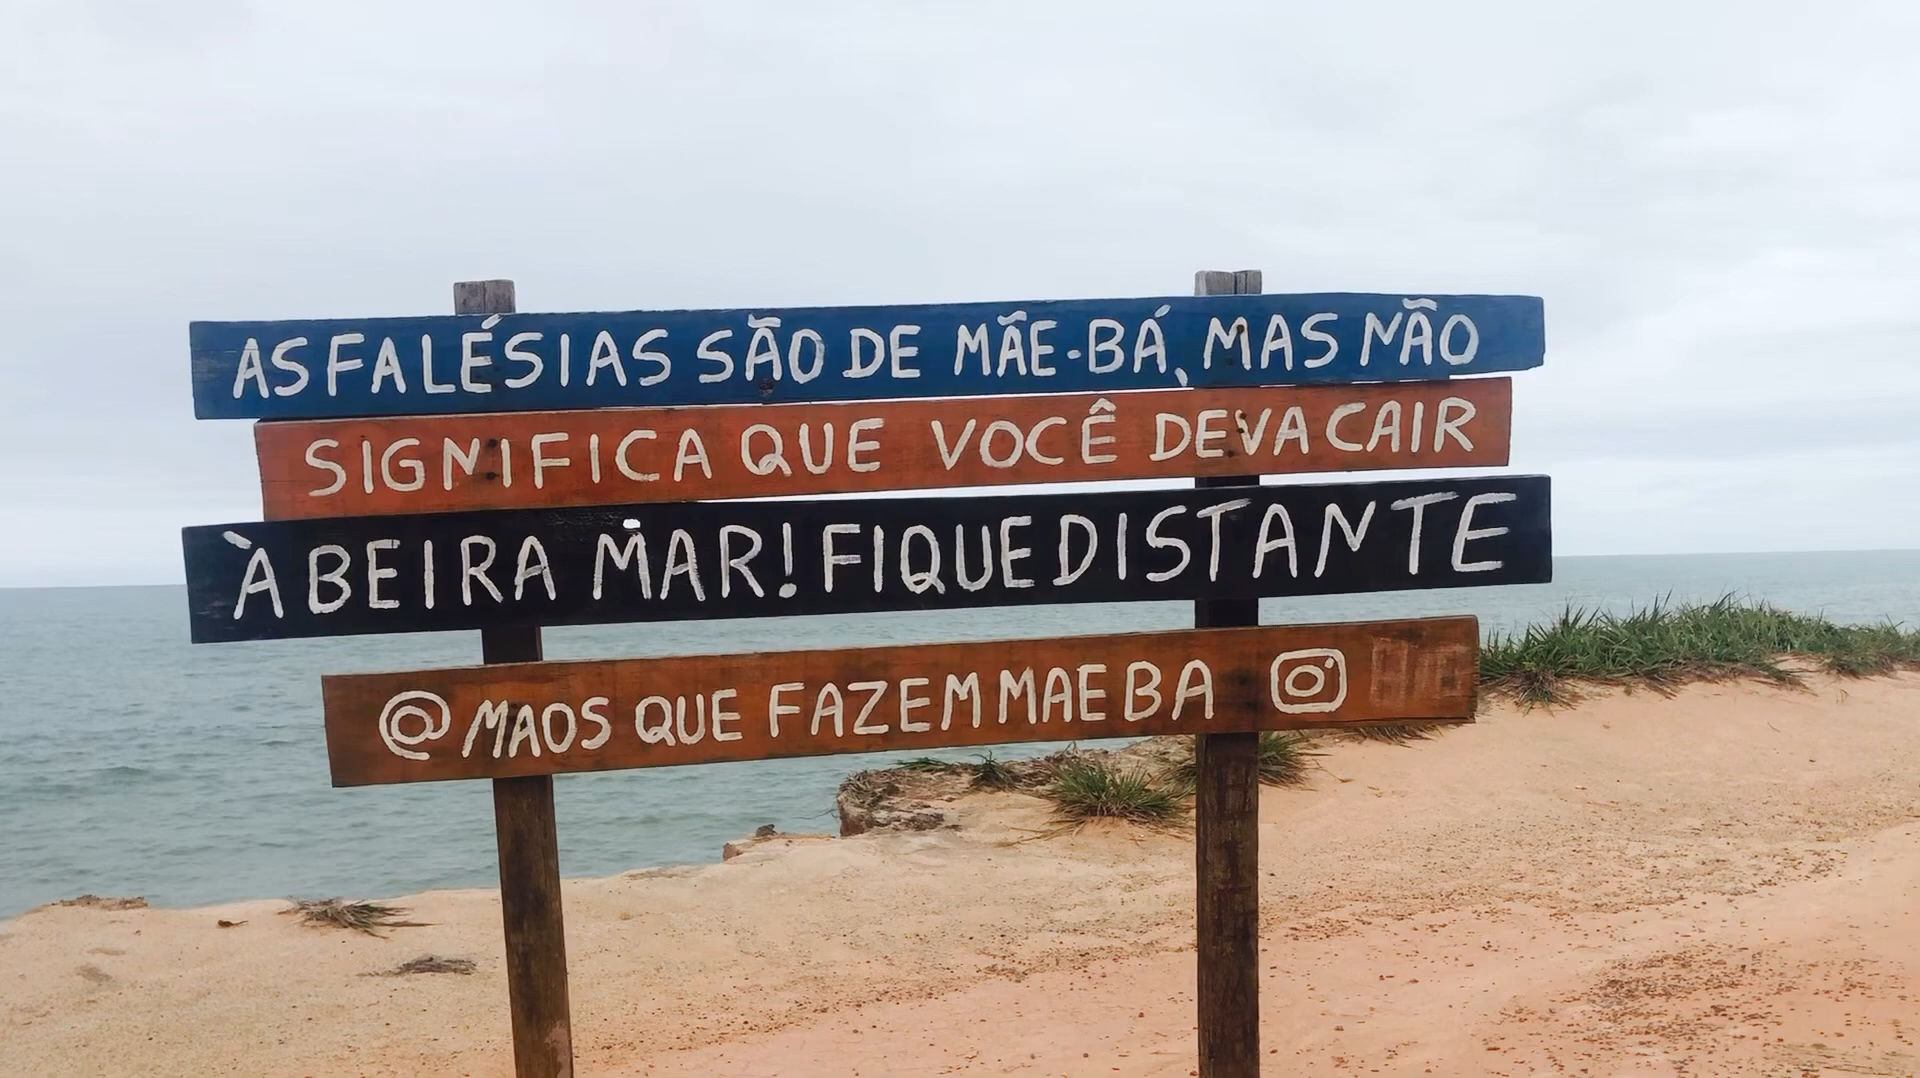 AS FALÉSIAS SÃO DE MÃE-BÁ, MAS NÃO
SIGNIFICA QUE VOCÊ DEVA CAIR
À BEIRA MAR! FIQUE DISTANTE
@MAOS QUE FAZEM MAE BA